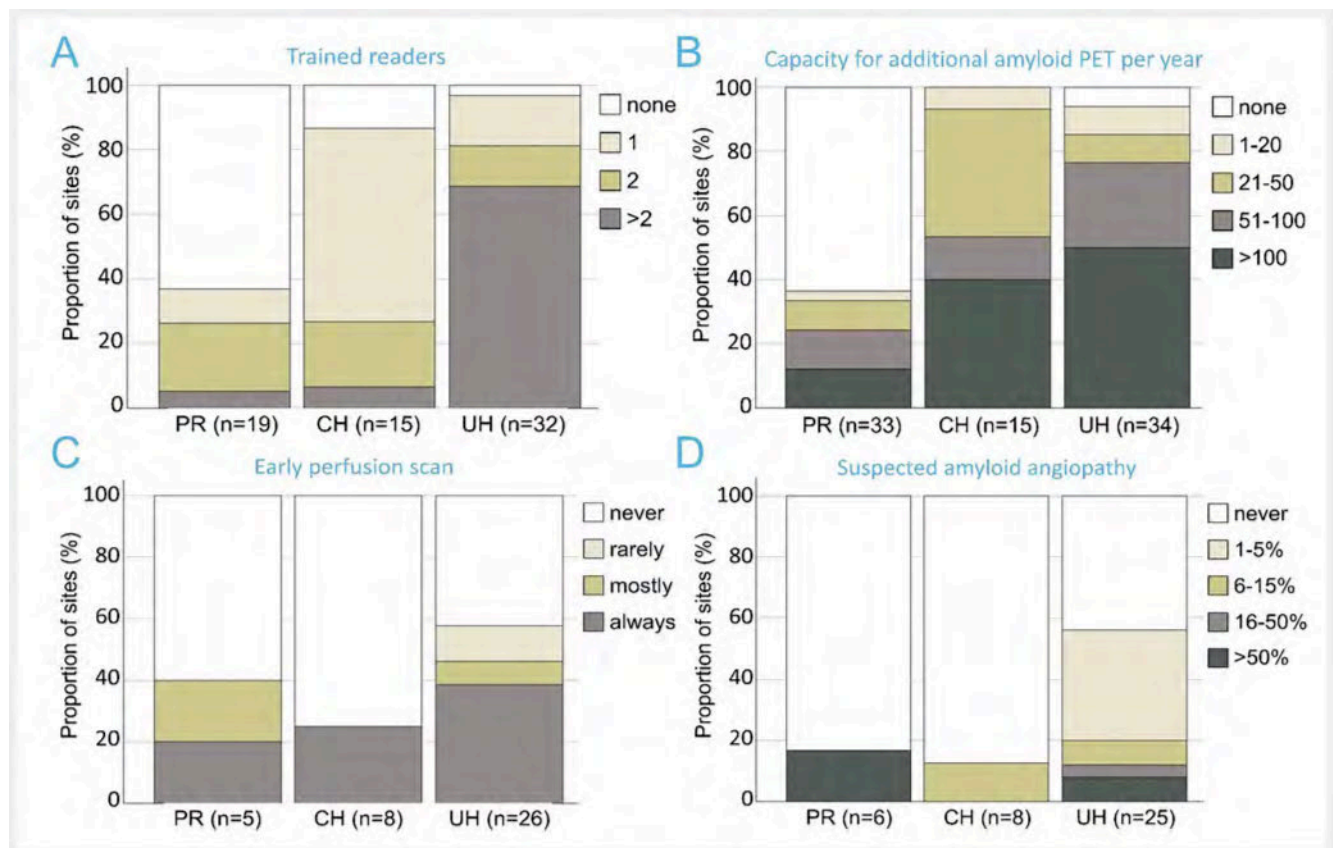 A
Trained readers
Proportion of sites (%)
100
80
60
40
20
0
none
1
2
>2
PR (n=19) CH (n=15) UH (n=32)
B
Capacity for additional amyloid PET per year
Proportion of sites (%)
100
80
60
40
20
0
none
1-20
21-50
51-100
>100
PR (n=33) CH (n=15) UH (n=34)
C
Early perfusion scan
Proportion of sites (%)
100
80
60
40
20
0
never
rarely
mostly
always
PR (n=5) CH (n=8) UH (n=26)
D
Suspected amyloid angiopathy
Proportion of sites (%)
100
80
60
40
20
0
never
1-5%
6-15%
16-50%
>50%
PR (n=6) CH (n=8) UH (n=25)